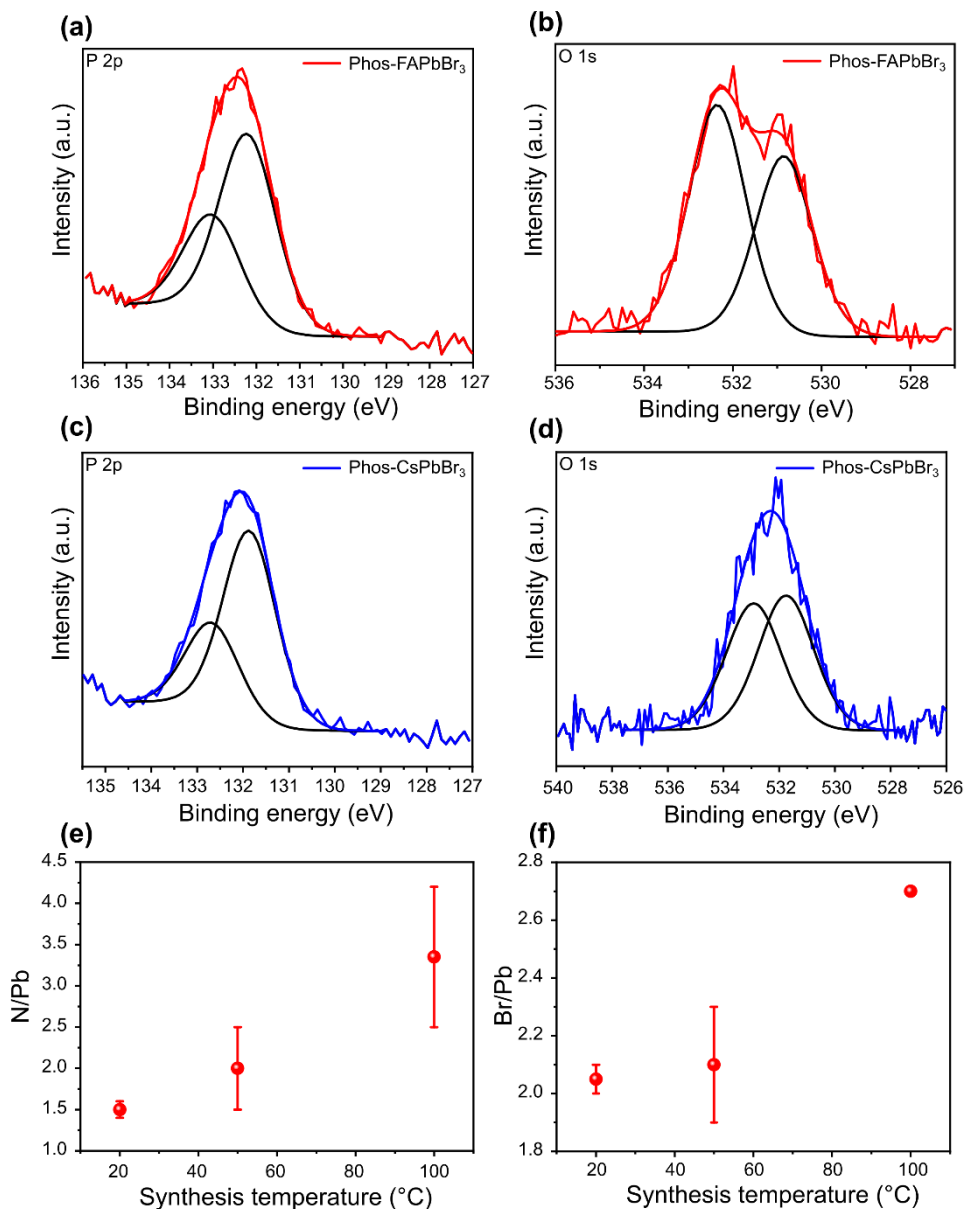 (a)
P 2p
Phos-FAPbBr₃
Intensity (a.u.)
136 135 134 133 132 131 130 129 128 127
Binding energy (eV)
(b)
O 1s
Phos-FAPbBr₃
Intensity (a.u.)
536 534 532 530 528
Binding energy (eV)
(c)
P 2p
Phos-CsPbBr₃
Intensity (a.u.)
135 134 133 132 131 130 129 128 127
Binding energy (eV)
(d)
O 1s
Phos-CsPbBr₃
Intensity (a.u.)
540 538 536 534 532 530 528 526
Binding energy (eV)
(e)
4.5
4.0
3.5
3.0
2.5
2.0
1.5
1.0
N/Pb
20 40 60 80 100
Synthesis temperature (°C)
(f)
2.8
2.6
2.4
2.2
2.0
1.8
Br/Pb
20 40 60 80 100
Synthesis temperature (°C)